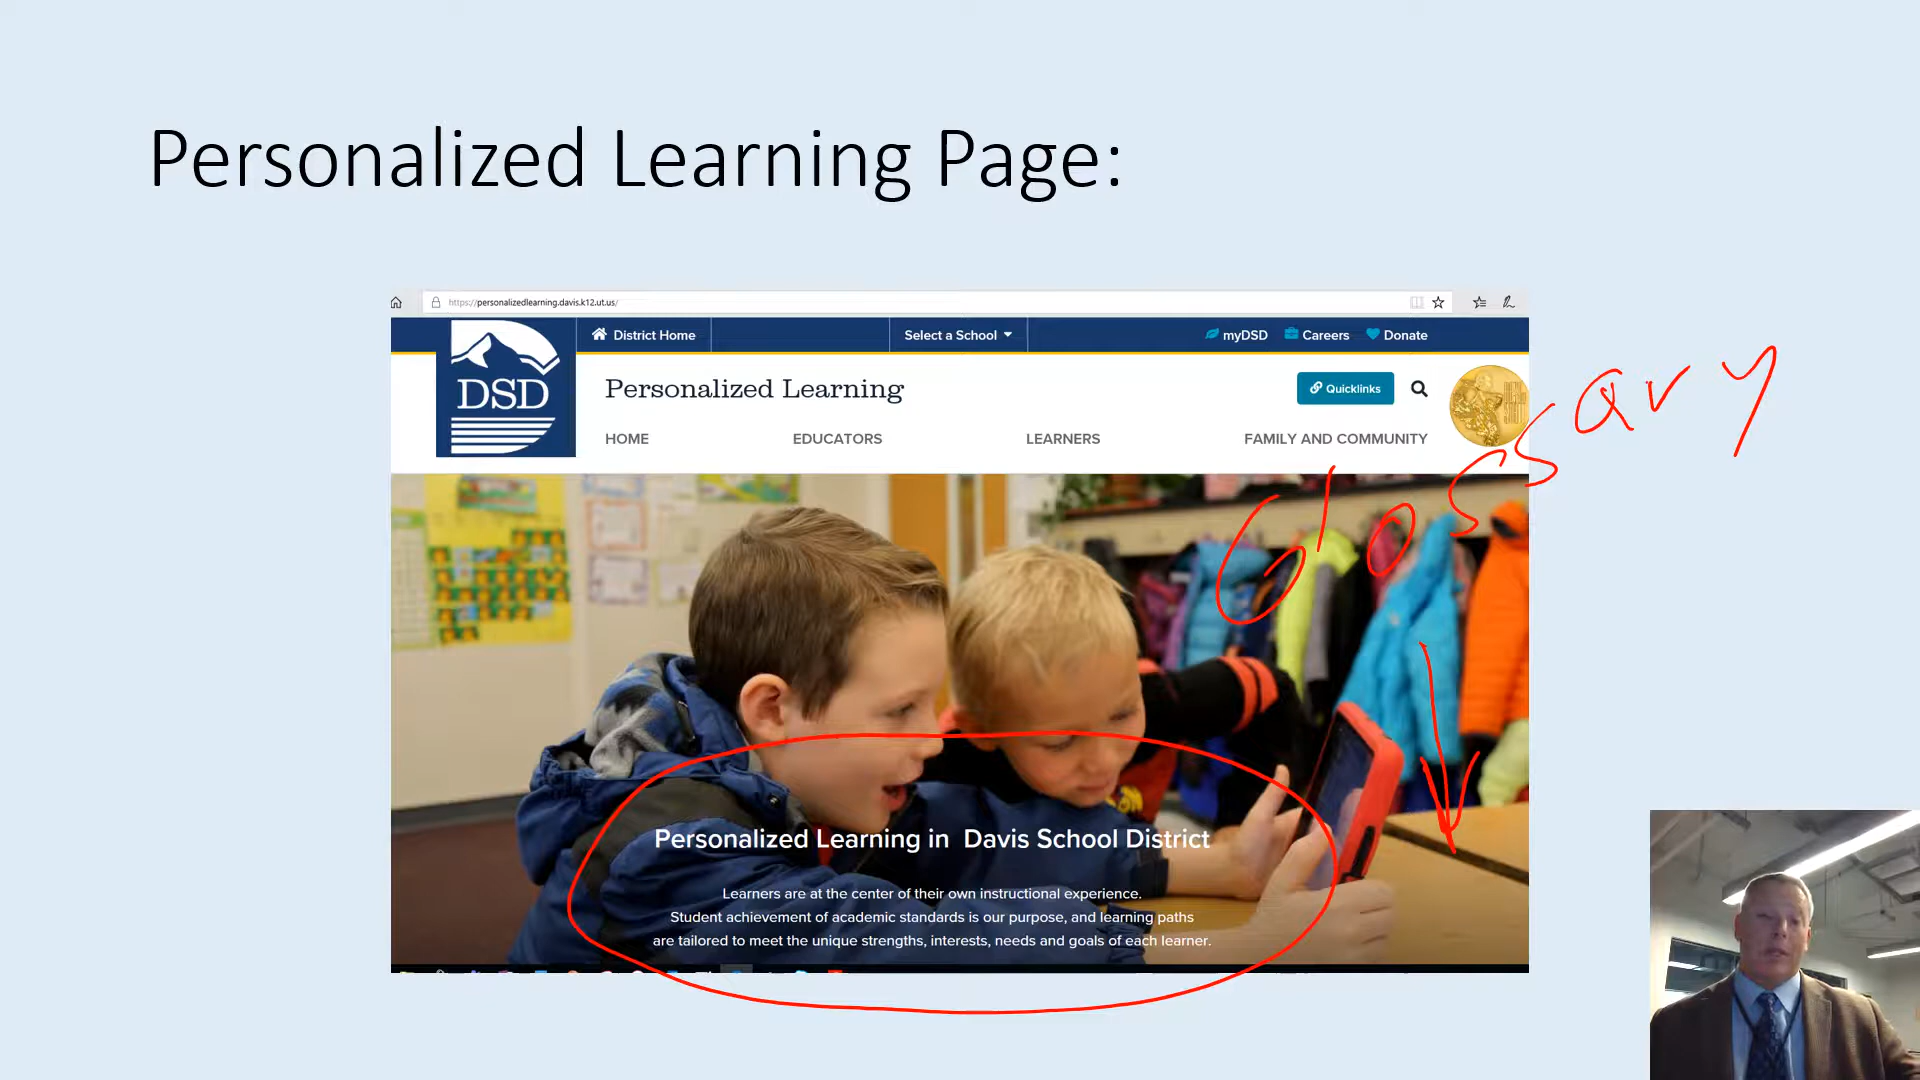 Personalized Learning Page:
https://personalizedlearning.davis.k12.ut.us/
District Home
Select a School
myDSD
Careers
Donate
DSD
Personalized Learning
Quicklinks
HOME
EDUCATORS
LEARNERS
FAMILY AND COMMUNITY
Glossary
Personalized Learning in Davis School District
Learners are at the center of their own instructional experience.
Student achievement of academic standards is our purpose, and learning paths
are tailored to meet the unique strengths, interests, needs and goals of each learner.